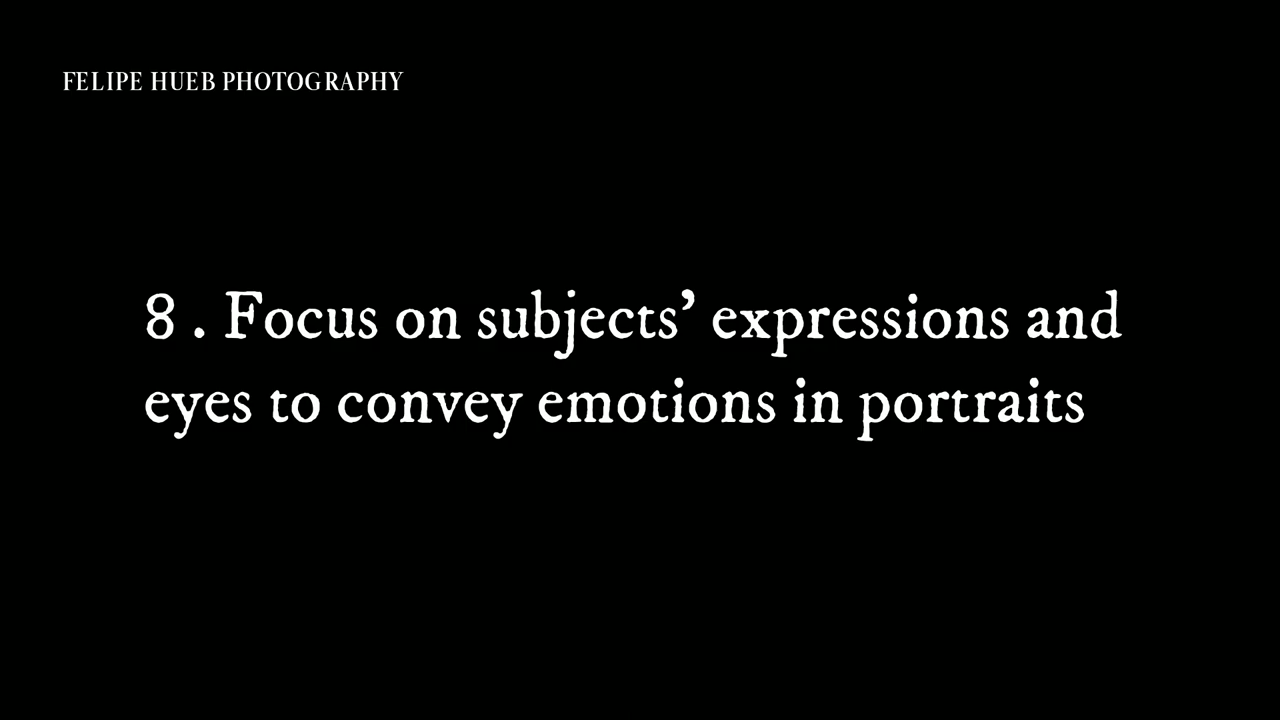 FELIPE HUEB PHOTOGRAPHY
8 . Focus on subjects’ expressions and
eyes to convey emotions in portraits